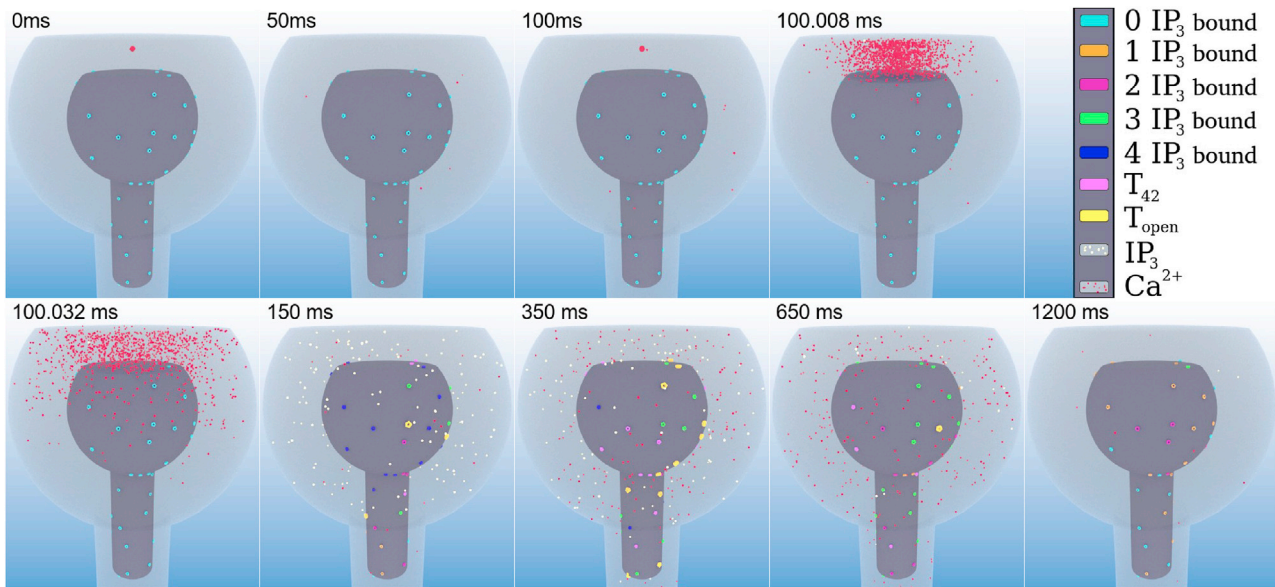 0ms
50ms
100ms
100.008 ms
0 IP₃ bound
1 IP₃ bound
2 IP₃ bound
3 IP₃ bound
4 IP₃ bound
T₄₂
Tₒₚₑₙ
IP₃
Ca²⁺
100.032 ms
150 ms
350 ms
650 ms
1200 ms